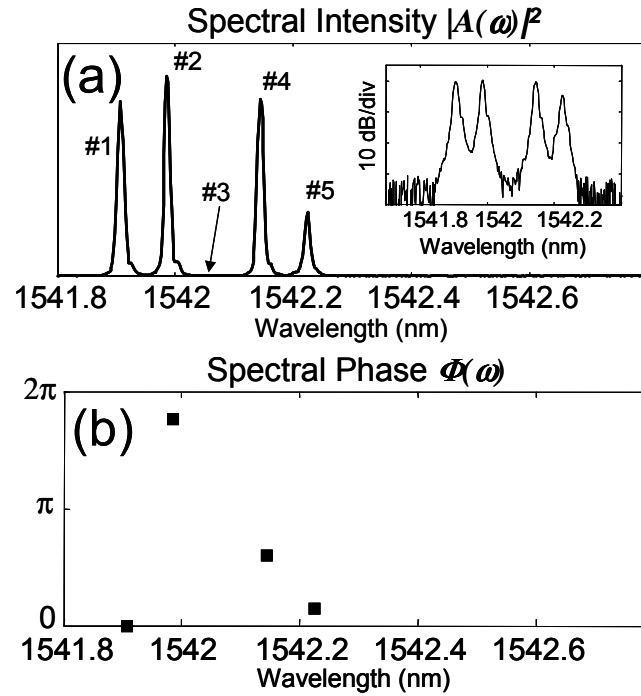 Spectral Intensity |A(ω)|²
(a)
#1
#2
#3
#4
#5
10 dB/div
1541.8 1542 1542.2
Wavelength (nm)
1541.8 1542 1542.2 1542.4 1542.6
Wavelength (nm)
Spectral Phase Φ(ω)
(b)
2π
π
0
1541.8 1542 1542.2 1542.4 1542.6
Wavelength (nm)